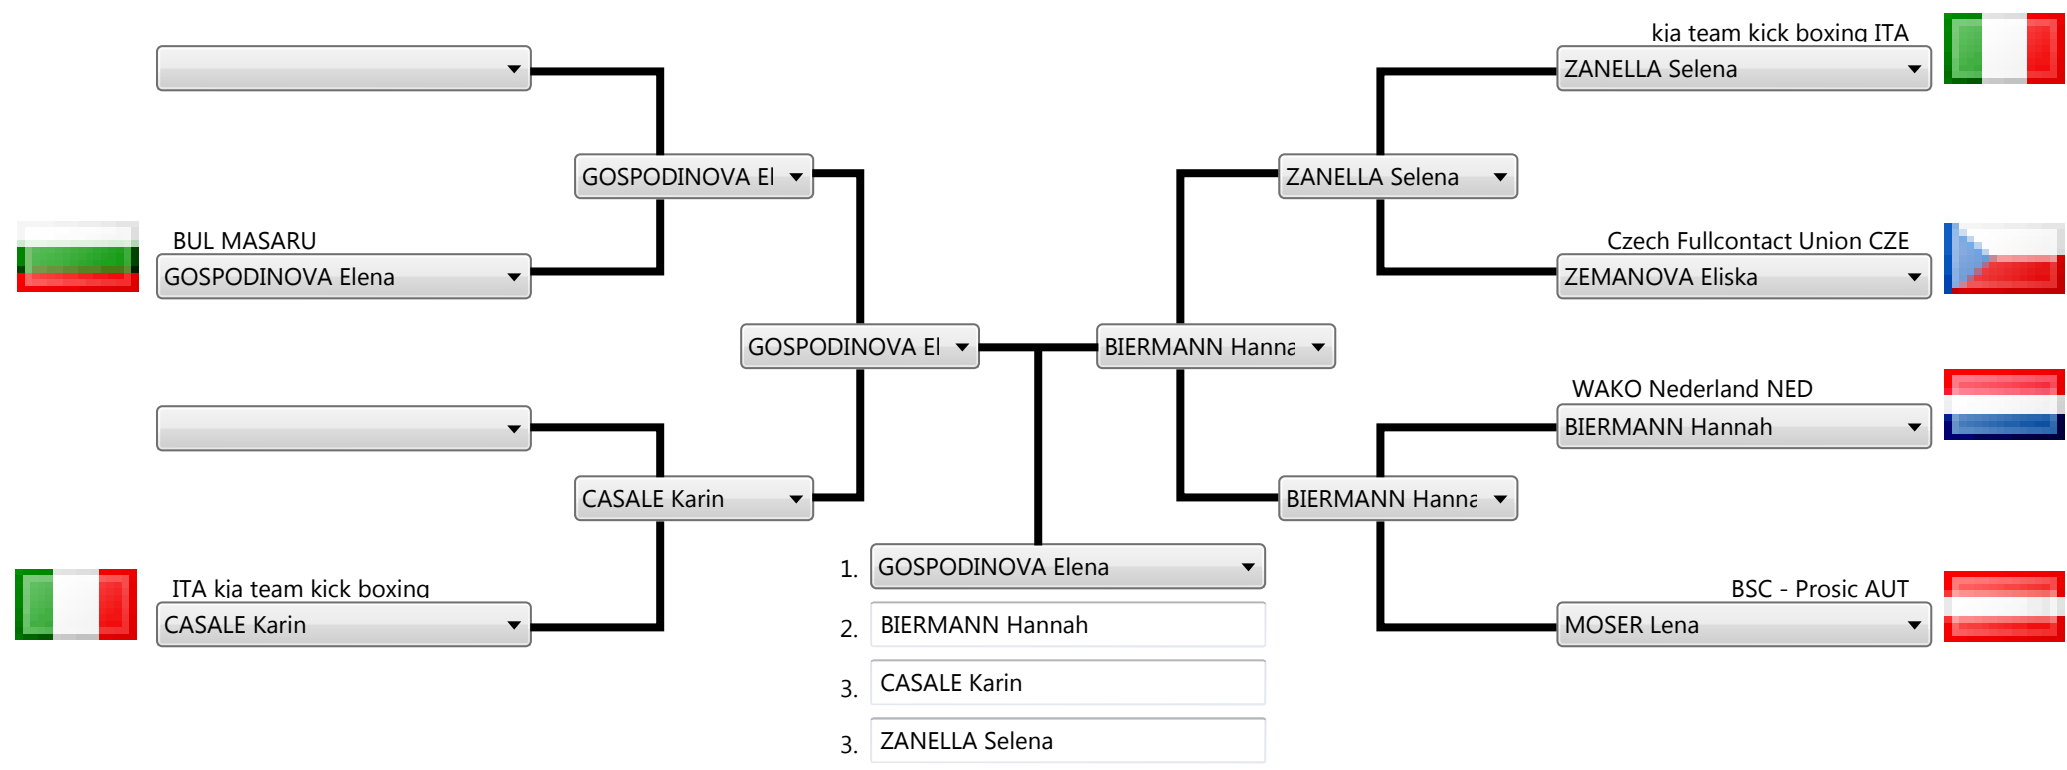 kja team kick boxing ITA
ZANELLA Selena
GOSPODINOVA El
ZANELLA Selena
BUL MASARU
GOSPODINOVA Elena
Czech Fullcontact Union CZE
ZEMANOVA Eliska
GOSPODINOVA El
BIERMANN Hanna
WAKO Nederland NED
BIERMANN Hannah
CASALE Karin
BIERMANN Hanna
ITA kja team kick boxing
CASALE Karin
BSC - Prosic AUT
MOSER Lena
1. GOSPODINOVA Elena
2. BIERMANN Hannah
3. CASALE Karin
3. ZANELLA Selena